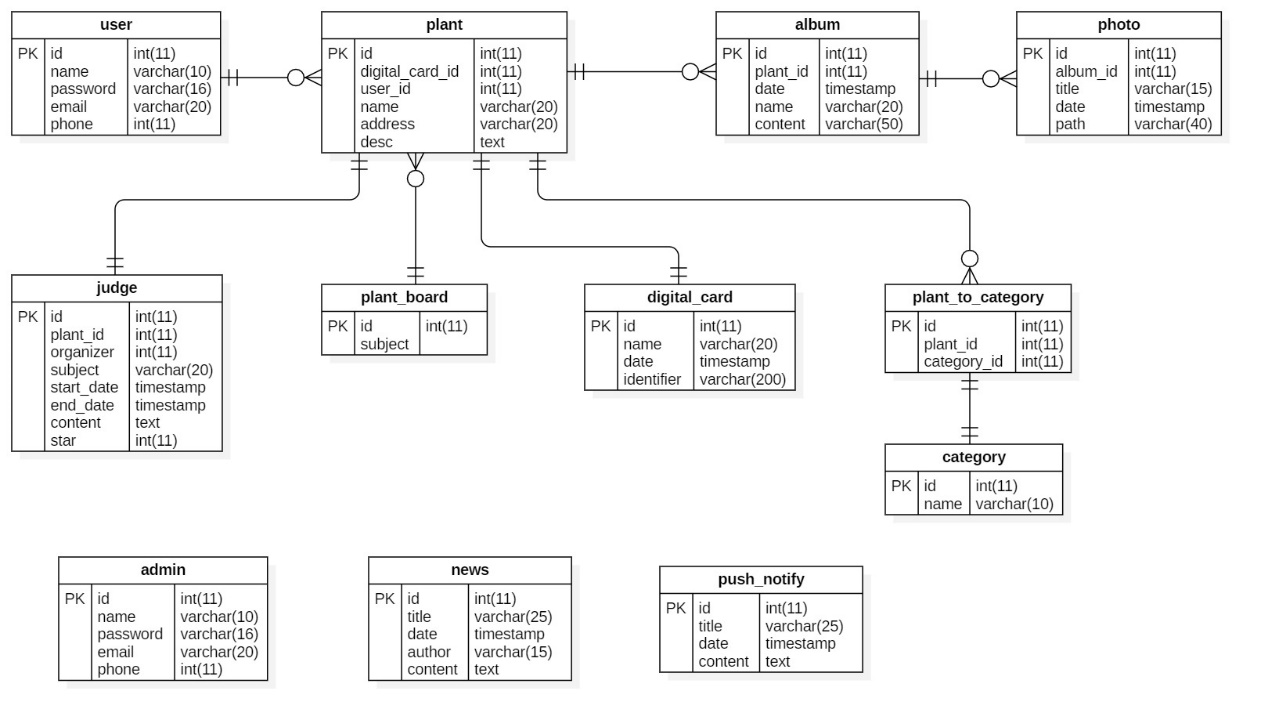 user
PK id int(11)
name varchar(10)
password varchar(16)
email varchar(20)
phone int(11)
plant
PK id int(11)
digital_card_id int(11)
user_id int(11)
name varchar(20)
address varchar(20)
desc text
album
PK id int(11)
plant_id int(11)
date timestamp
name varchar(20)
content varchar(50)
photo
PK id int(11)
album_id int(11)
title varchar(15)
date timestamp
path varchar(40)
judge
PK id int(11)
plant_id int(11)
organizer int(11)
subject varchar(20)
start_date timestamp
end_date timestamp
content text
star int(11)
plant_board
PK id int(11)
subject
digital_card
PK id int(11)
name varchar(20)
date timestamp
identifier varchar(200)
plant_to_category
PK id int(11)
plant_id int(11)
category_id int(11)
category
PK id int(11)
name varchar(10)
admin
PK id int(11)
name varchar(10)
password varchar(16)
email varchar(20)
phone int(11)
news
PK id int(11)
title varchar(25)
date timestamp
author varchar(15)
content text
push_notify
PK id int(11)
title varchar(25)
date timestamp
content text